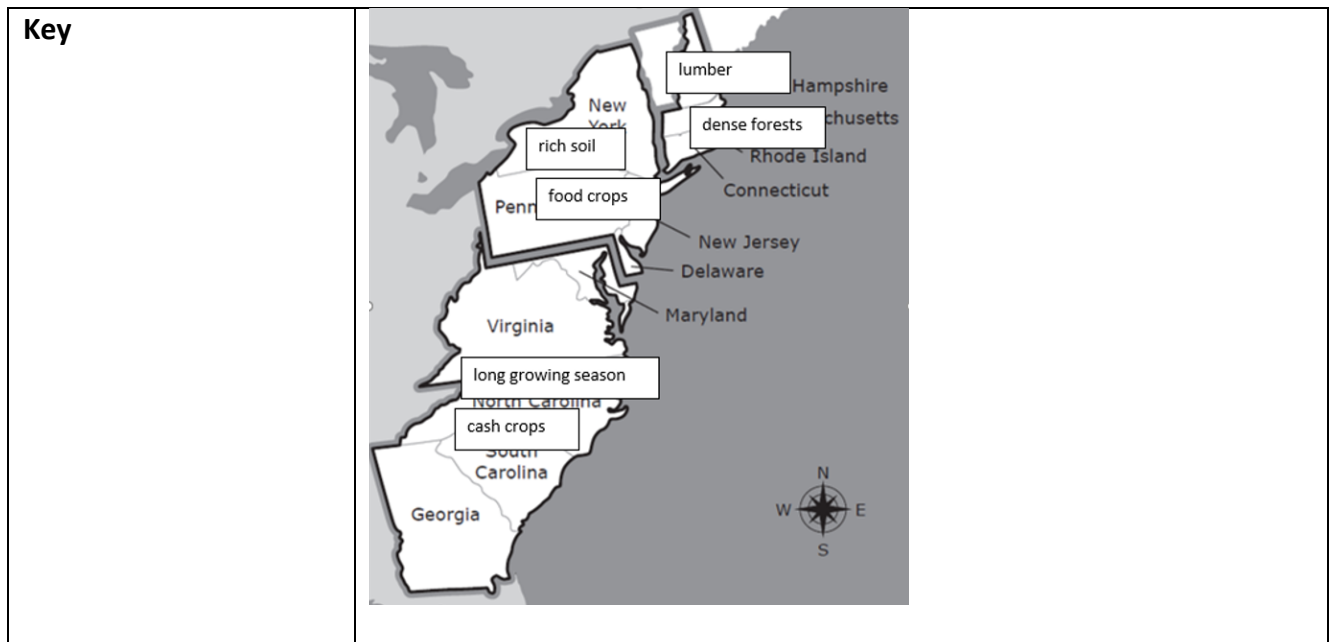 Key
lumber
Hampshire
New
York
dense forests
chusetts
rich soil
Rhode Island
food crops
Connecticut
Penn
New Jersey
Delaware
Maryland
Virginia
long growing season
North Carolina
cash crops
South
Carolina
Georgia
N
W E
S